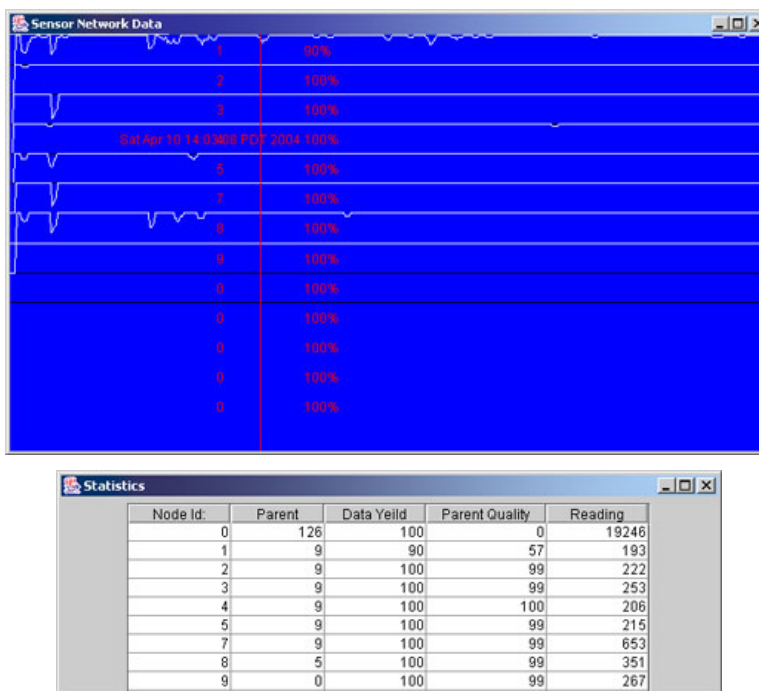 Sensor Network Data
1 90%
2 100%
3 100%
Sat Apr 10 14:03:08 PDT 2004 100%
5 100%
7 100%
8 100%
9 100%
0 100%
0 100%
0 100%
0 100%
0 100%
Statistics
Node Id: Parent Data Yeild Parent Quality Reading
0 126 100 0 19246
1 9 90 57 193
2 9 100 99 222
3 9 100 99 253
4 9 100 100 206
5 9 100 99 215
7 9 100 99 653
8 5 100 99 351
9 0 100 99 267